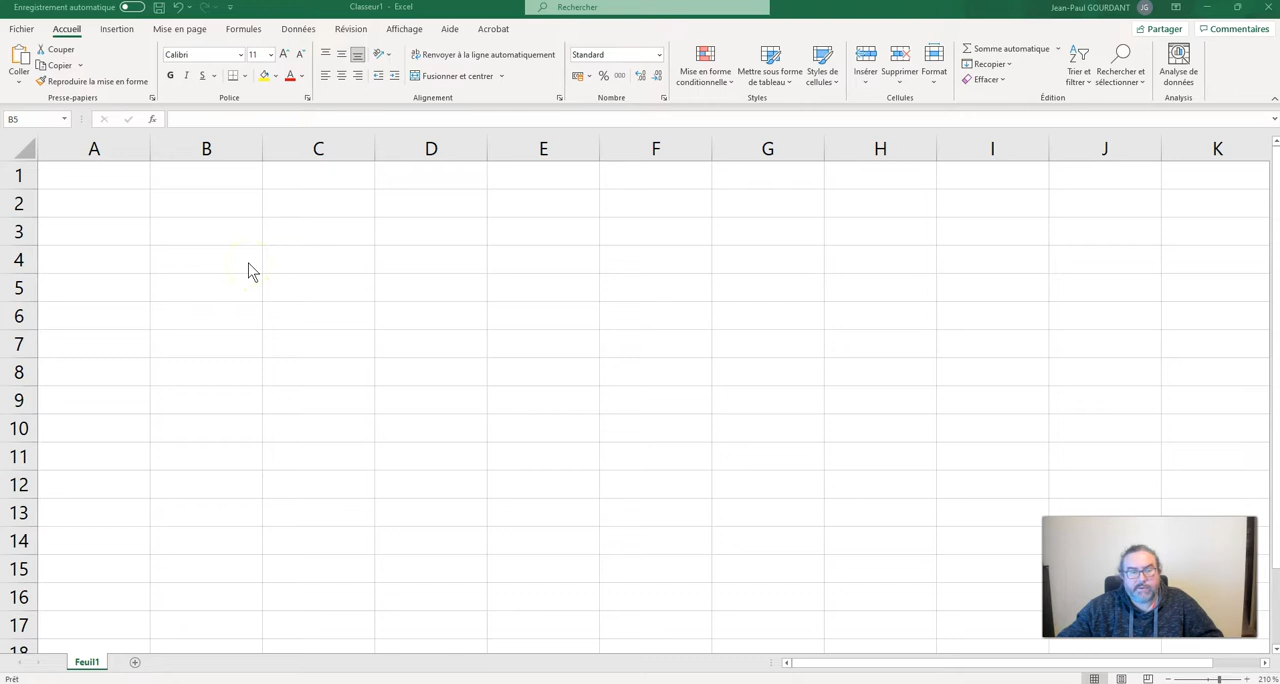 Enregistrement automatique
Classeur1 - Excel
Rechercher
Jean-Paul GOURDANT
JG
Fichier
Accueil
Insertion
Mise en page
Formules
Données
Révision
Affichage
Aide
Acrobat
Partager
Commentaires
Coller
Couper
Copier
Reproduire la mise en forme
Presse-papiers
Calibri
11
G
I
S
Police
Renvoyer à la ligne automatiquement
Fusionner et centrer
Alignement
Standard
%
000
Nombre
Mise en forme conditionnelle
Mettre sous forme de tableau
Styles de cellules
Styles
Insérer
Supprimer
Format
Cellules
Somme automatique
Recopier
Effacer
Trier et filtrer
Rechercher et sélectionner
Édition
Analyse de données
Analysis
B5
fx
A B C D E F G H I J K
1
2
3
4
5
6
7
8
9
10
11
12
13
14
15
16
17
18
Feuil1
Prêt
210 %